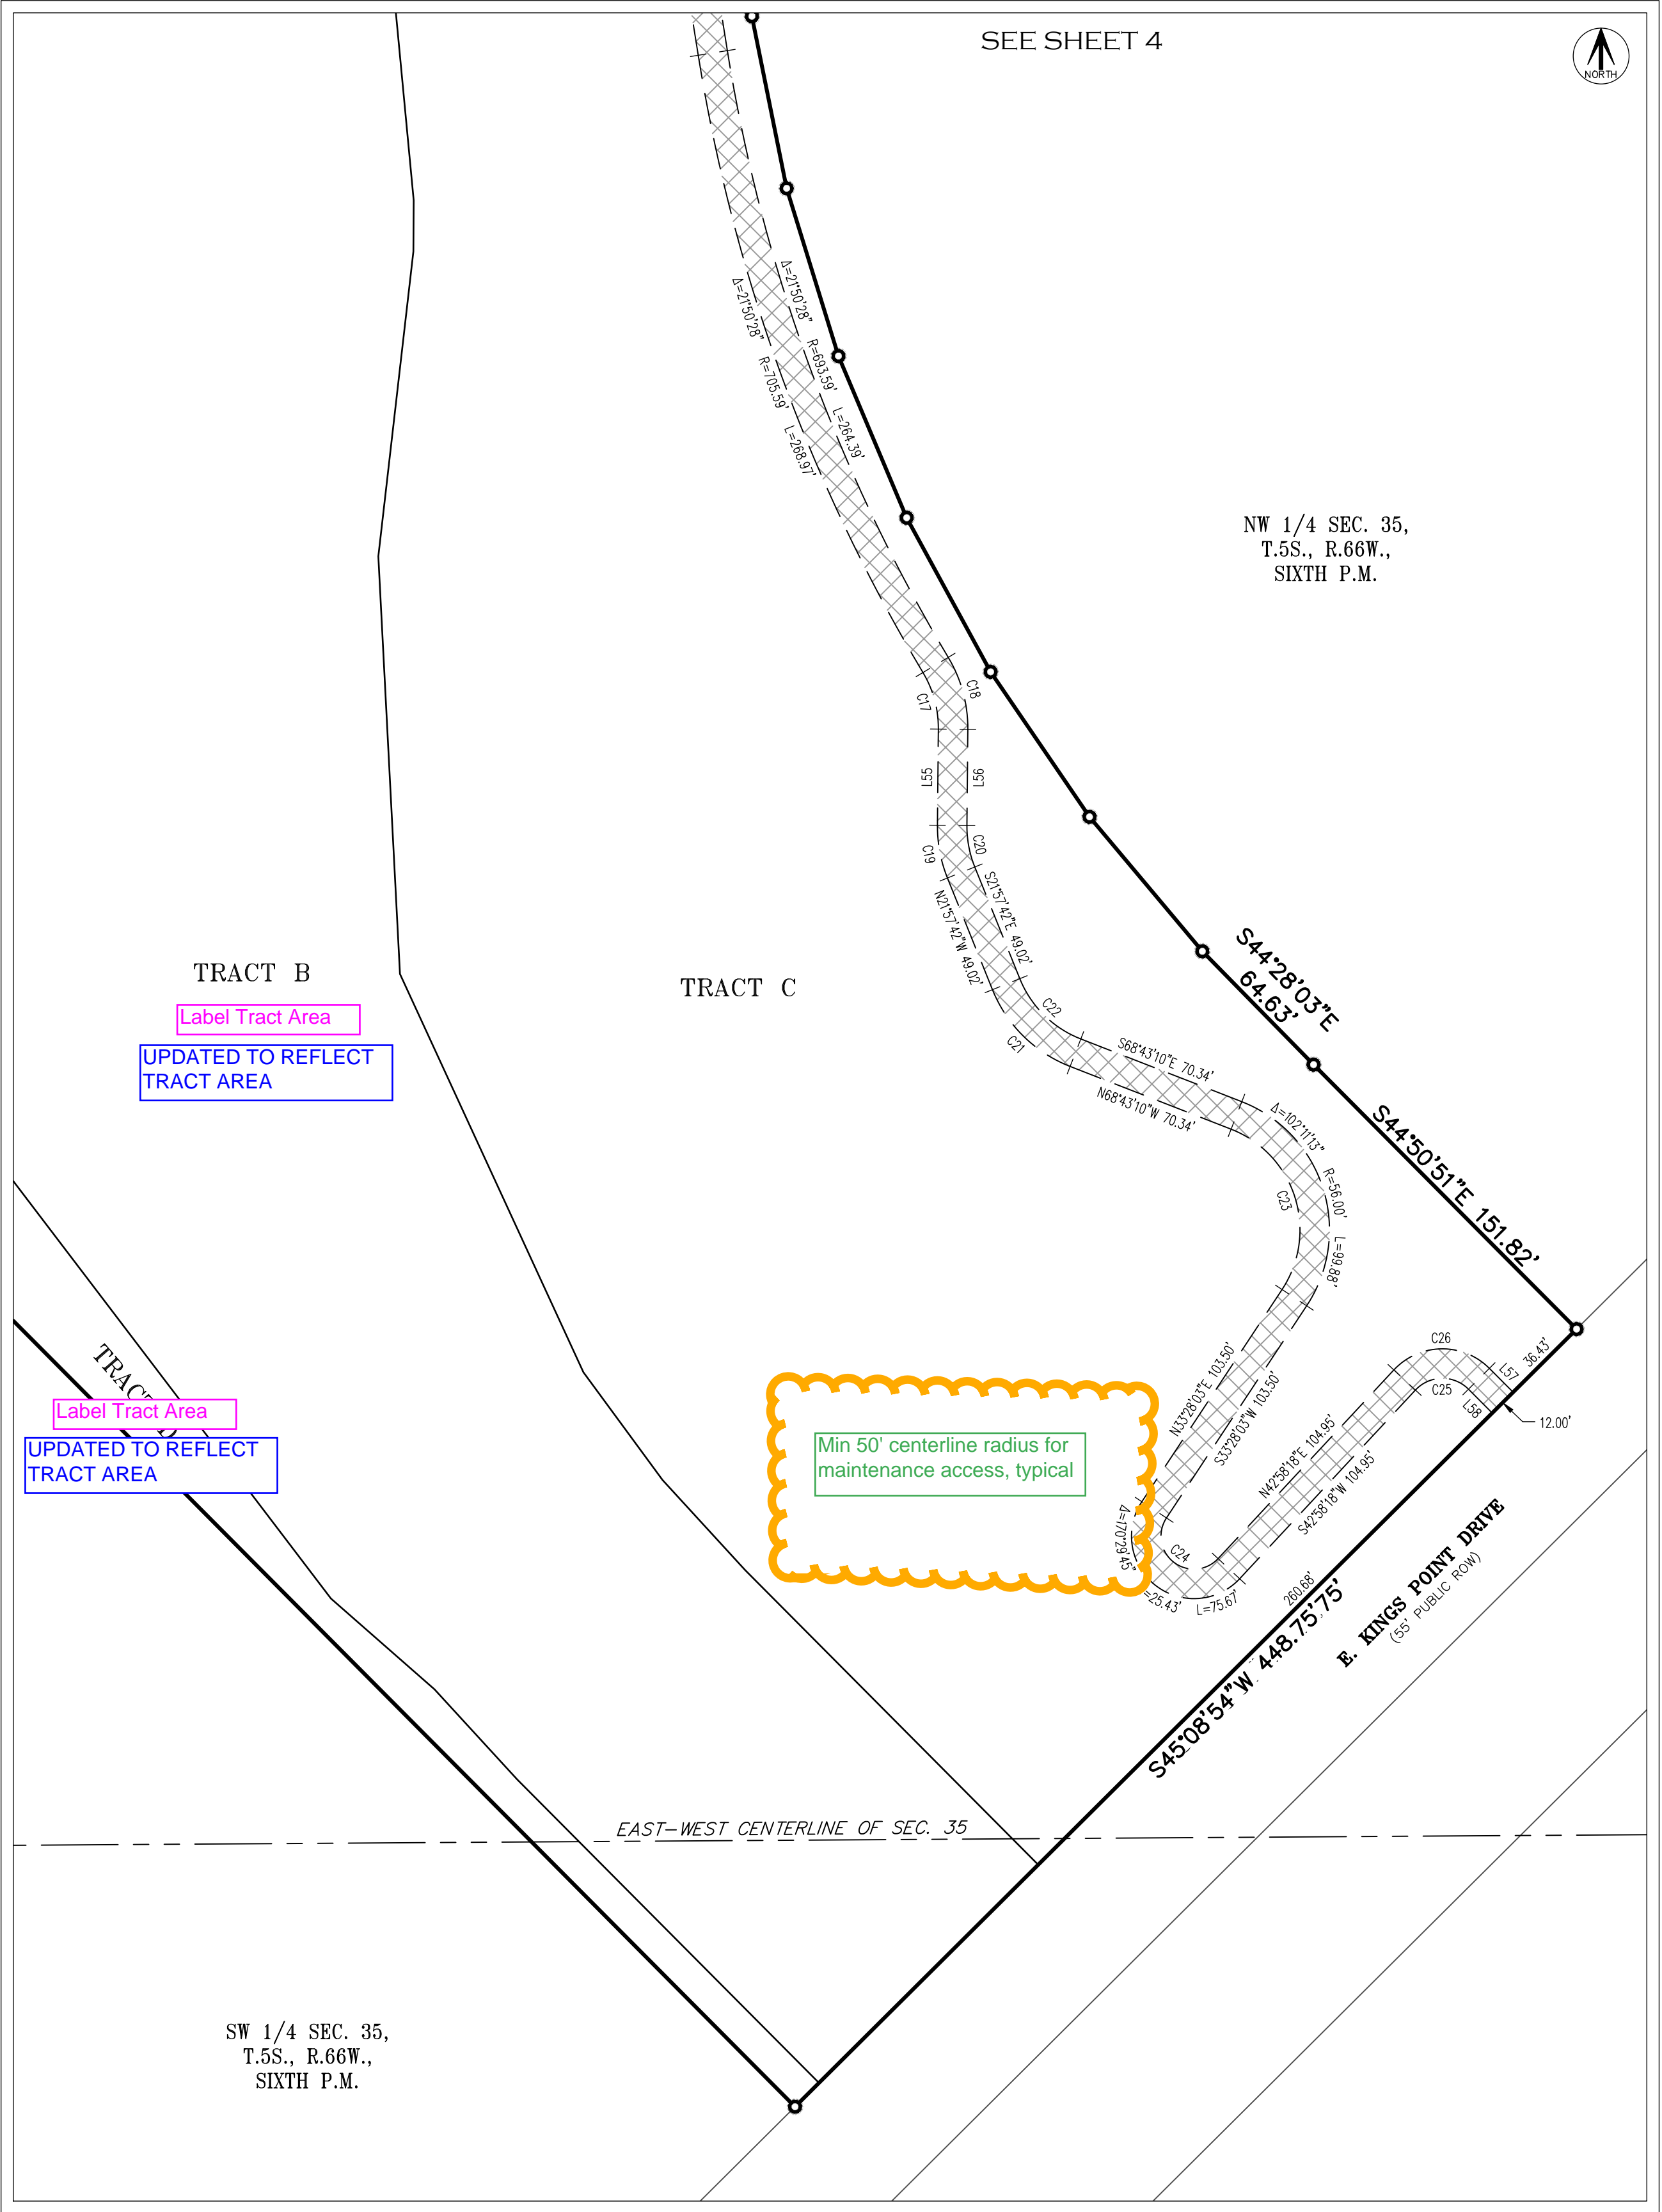 SEE SHEET 4
NORTH
Δ=21°50'28" R=693.59' L=264.39'
Δ=21°50'28" R=705.59' L=268.97'
NW 1/4 SEC. 35,
T.5S., R.66W.,
SIXTH P.M.
C18
C17
L55
L56
C20
C19
S21°57'42"E 49.02'
N21°57'42"W 49.02'
TRACT B
Label Tract Area
UPDATED TO REFLECT
TRACT AREA
TRACT C
S44°28'03"E
64.63'
C22
C21
S68°43'10"E 70.34'
N68°43'10"W 70.34'
Δ=102°11'13" R=56.00' L=99.88'
C23
S44°50'51"E 151.82'
TRACT
Label Tract Area
UPDATED TO REFLECT
TRACT AREA
Min 50' centerline radius for
maintenance access, typical
N33°28'03"E 103.50'
S33°28'03"W 103.50'
C26
C25
L57
L58
36.43'
12.00'
N42°58'18"E 104.95'
S42°58'18"W 104.95'
Δ=170°29'45"
C24
=25.43'
L=75.67'
260.68'
S45°08'54"W 448.75'
E. KINGS POINT DRIVE
(55' PUBLIC ROW)
EAST-WEST CENTERLINE OF SEC. 35
SW 1/4 SEC. 35,
T.5S., R.66W.,
SIXTH P.M.